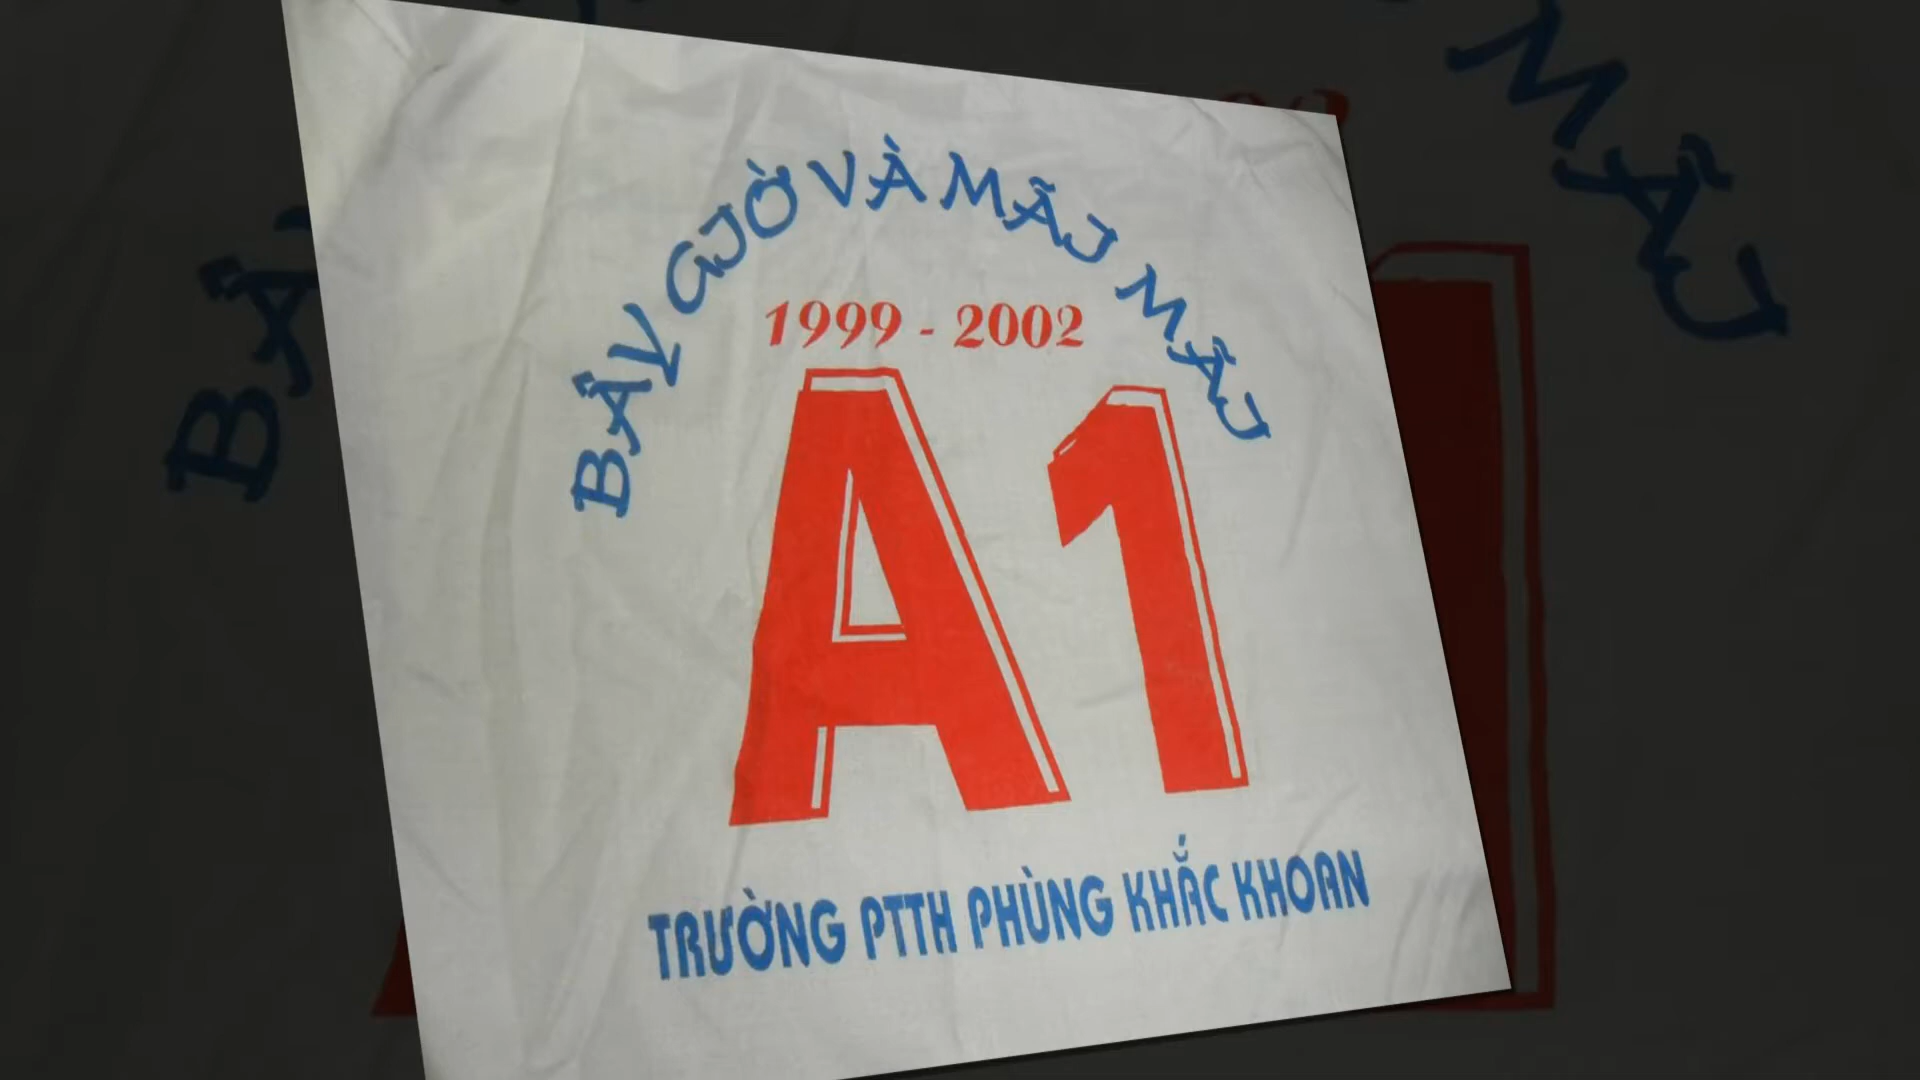 BÂY GIỜ VÀ MÃI MÃI
1999 - 2002
A1
TRƯỜNG PTTH PHÙNG KHẮC KHOAN